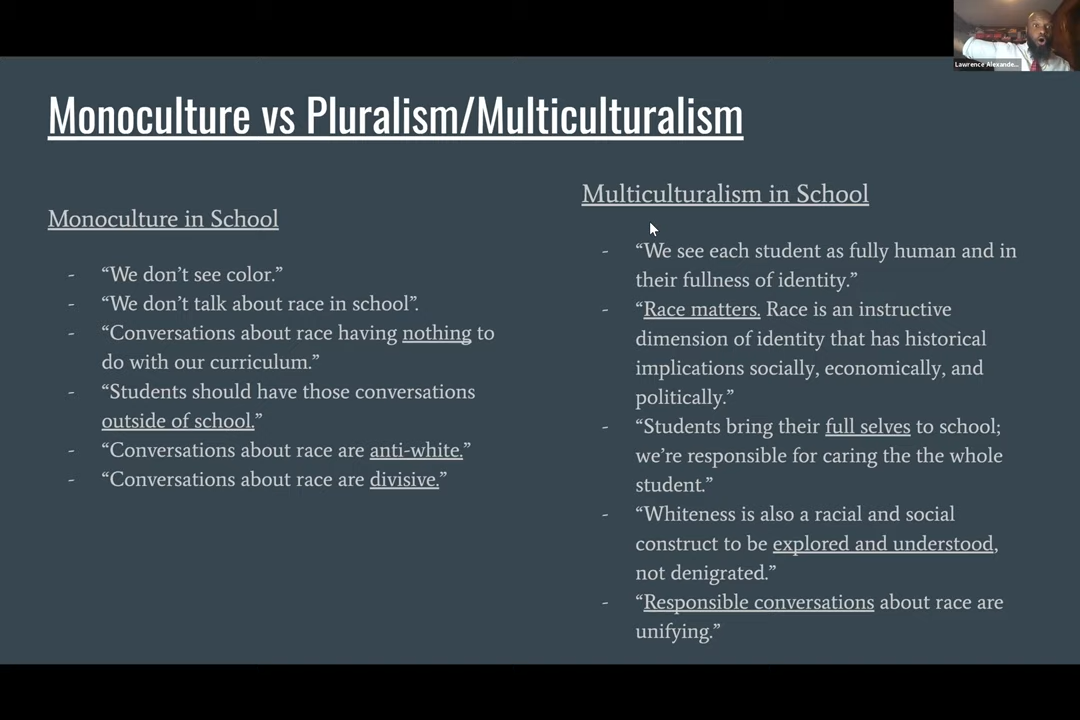 Lawrence Alexande...
Monoculture vs Pluralism/Multiculturalism
Monoculture in School
- “We don’t see color.”
- “We don’t talk about race in school”.
- “Conversations about race having nothing to
do with our curriculum.”
- “Students should have those conversations
outside of school.”
- “Conversations about race are anti-white.”
- “Conversations about race are divisive.”
Multiculturalism in School
- “We see each student as fully human and in
their fullness of identity.”
- “Race matters. Race is an instructive
dimension of identity that has historical
implications socially, economically, and
politically.”
- “Students bring their full selves to school;
we’re responsible for caring the the whole
student.”
- “Whiteness is also a racial and social
construct to be explored and understood,
not denigrated.”
- “Responsible conversations about race are
unifying.”